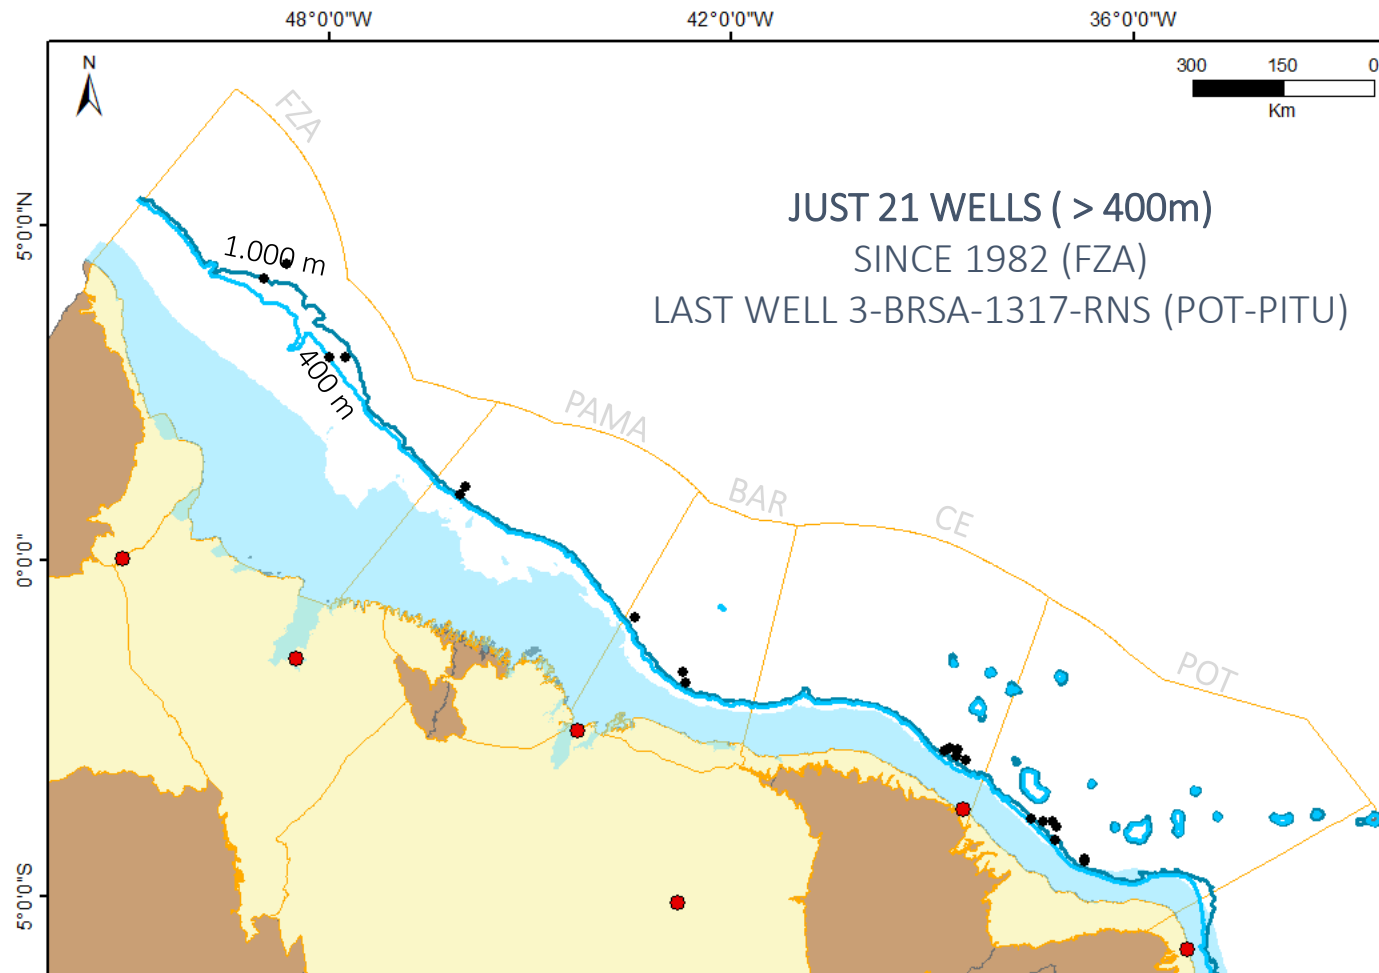 48°0'0"W
42°0'0"W
36°0'0"W
N
300 150 0
Km
FZA
5°0'0"N
JUST 21 WELLS ( > 400m)
SINCE 1982 (FZA)
LAST WELL 3-BRSA-1317-RNS (POT-PITU)
1.000 m
400 m
PAMA
BAR
CE
0°0'0"
POT
5°0'0"S